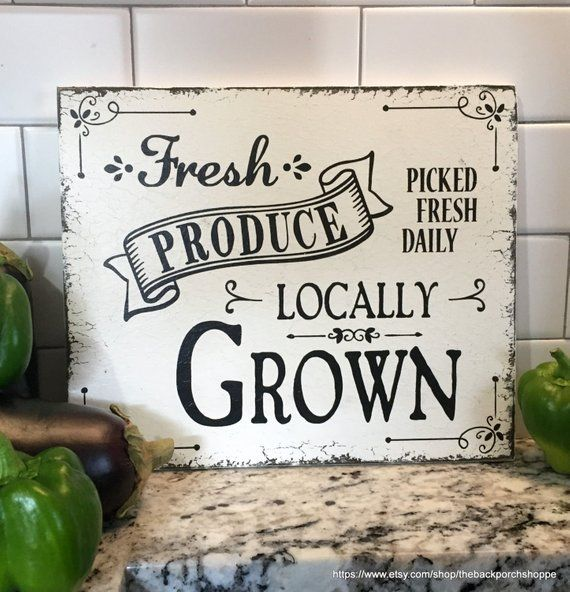 Fresh
PRODUCE
PICKED
FRESH
DAILY
LOCALLY
GROWN
https://www.etsy.com/shop/thebackporchshoppe